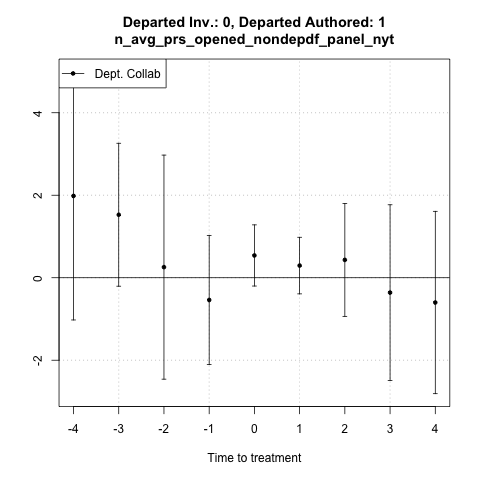 Departed Inv.: 0, Departed Authored: 1
n_avg_prs_opened_nondepdf_panel_nyt
Dept. Collab
4
2
0
-2
-4 -3 -2 -1 0 1 2 3 4
Time to treatment